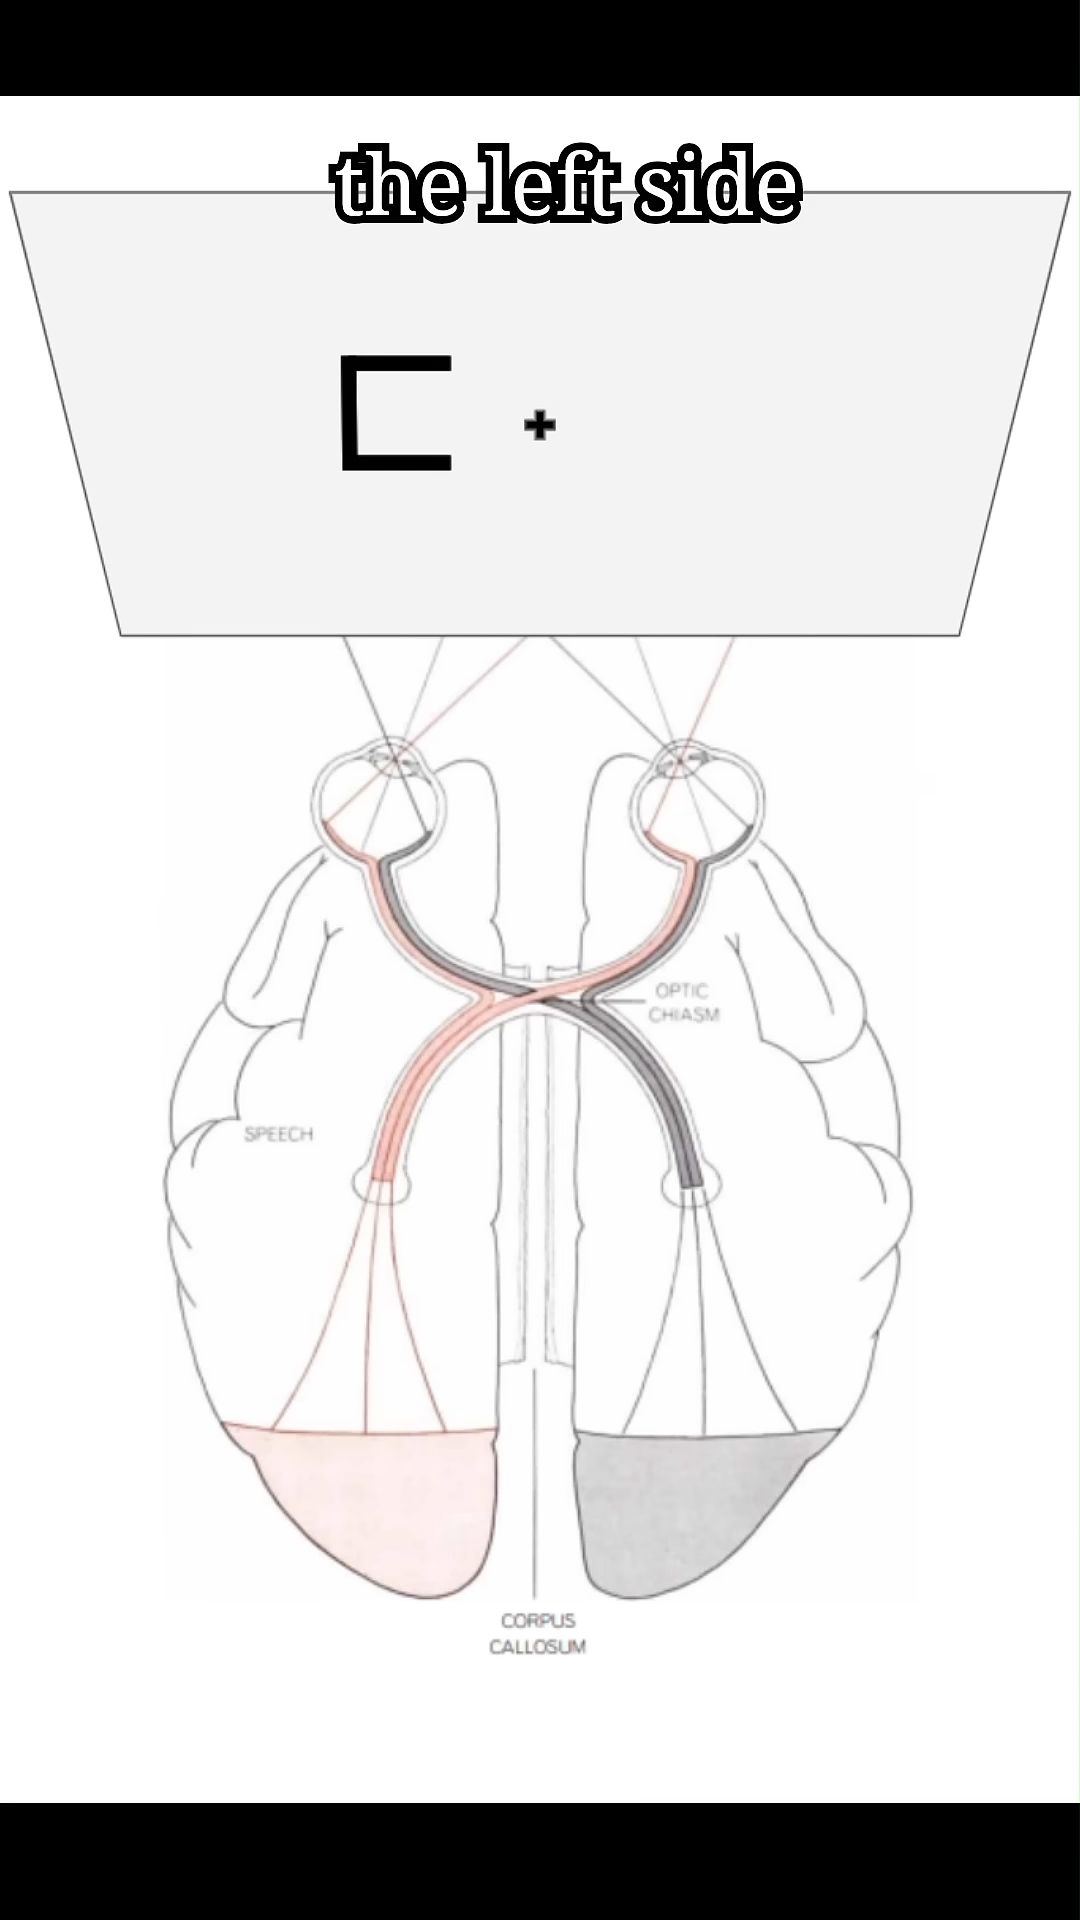 the left side
OPTIC
CHIASM
SPEECH
CORPUS
CALLOSUM